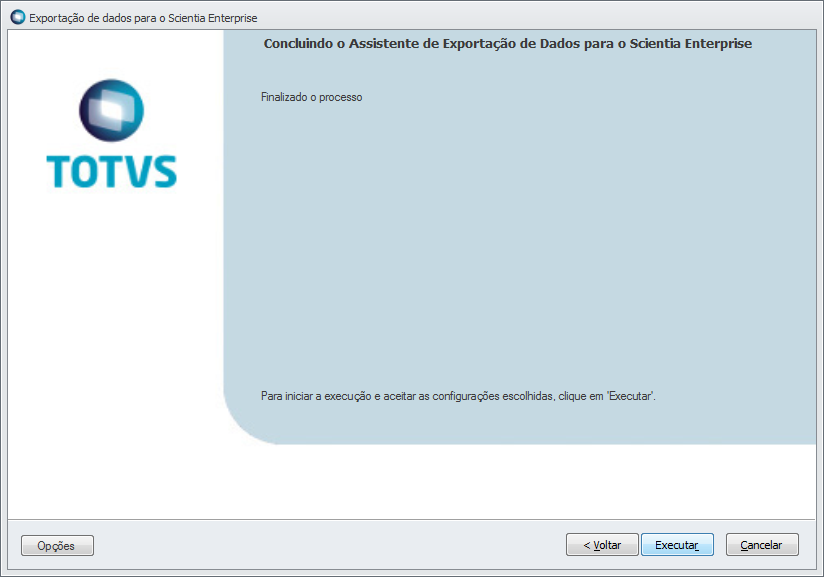 Exportação de dados para o Scientia Enterprise
Concluindo o Assistente de Exportação de Dados para o Scientia Enterprise
Finalizado o processo
TOTVS
Para iniciar a execução e aceitar as configurações escolhidas, clique em 'Executar'.
Opções
< Voltar
Executar
Cancelar